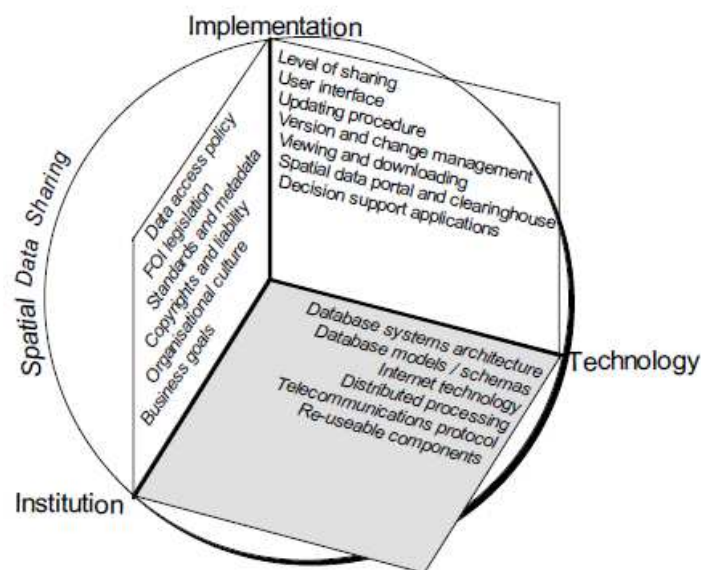 Implementation
Level of sharing
User interface
Updating procedure
Version and change management
Viewing and downloading
Spatial data portal and clearinghouse
Decision support applications
Spatial Data Sharing
Data access policy
FOI legislation
Standards and metadata
Copyrights and liability
Organisational culture
Business goals
Database systems architecture
Database models / schemas
Internet technology
Distributed processing
Telecommunications protocol
Re-useable components
Technology
Institution